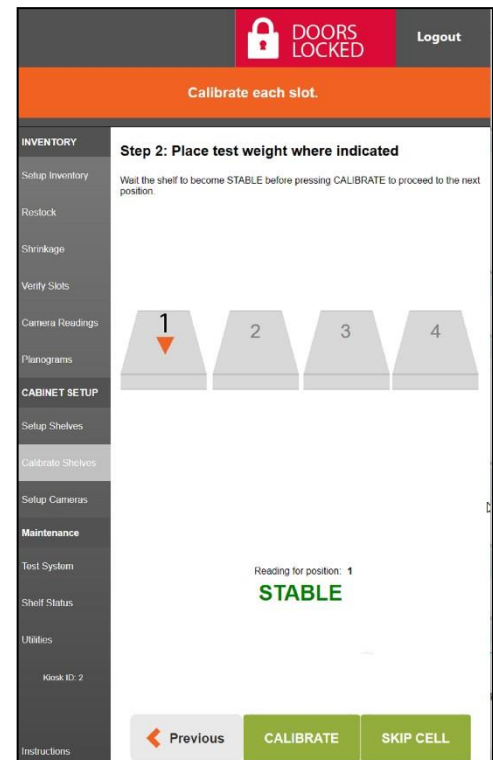 DOORS
LOCKED
Logout
Calibrate each slot.
INVENTORY
Setup Inventory
Restock
Shrinkage
Verify Slots
Camera Readings
Planograms
CABINET SETUP
Setup Shelves
Calibrate Shelves
Setup Cameras
Maintenance
Test System
Shelf Status
Utilities
Kiosk ID: 2
Instructions
Step 2: Place test weight where indicated
Wait the shelf to become STABLE before pressing CALIBRATE to proceed to the next
position.
1 2 3 4
Reading for position: 1
STABLE
Previous CALIBRATE SKIP CELL